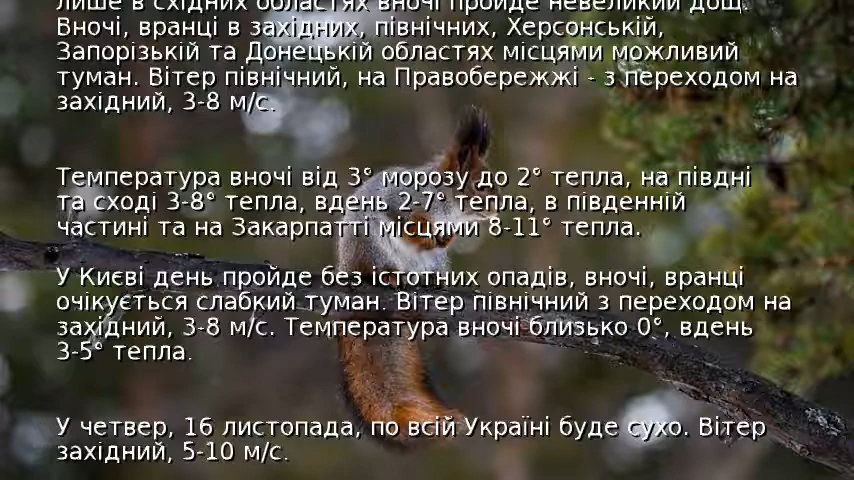 лише в східних областях вночі пройде невеликий дощ.
Вночі, вранці в західних, північних, Херсонській,
Запорізькій та Донецькій областях місцями можливий
туман. Вітер північний, на Правобережжі - з переходом на
західний, 3-8 м/с.
Температура вночі від 3° морозу до 2° тепла, на півдні
та сході 3-8° тепла, вдень 2-7° тепла, в південній
частині та на Закарпатті місцями 8-11° тепла.
У Києві день пройде без істотних опадів, вночі, вранці
очікується слабкий туман. Вітер північний з переходом на
західний, 3-8 м/с. Температура вночі близько 0°, вдень
3-5° тепла.
У четвер, 16 листопада, по всій Україні буде сухо. Вітер
західний, 5-10 м/с.